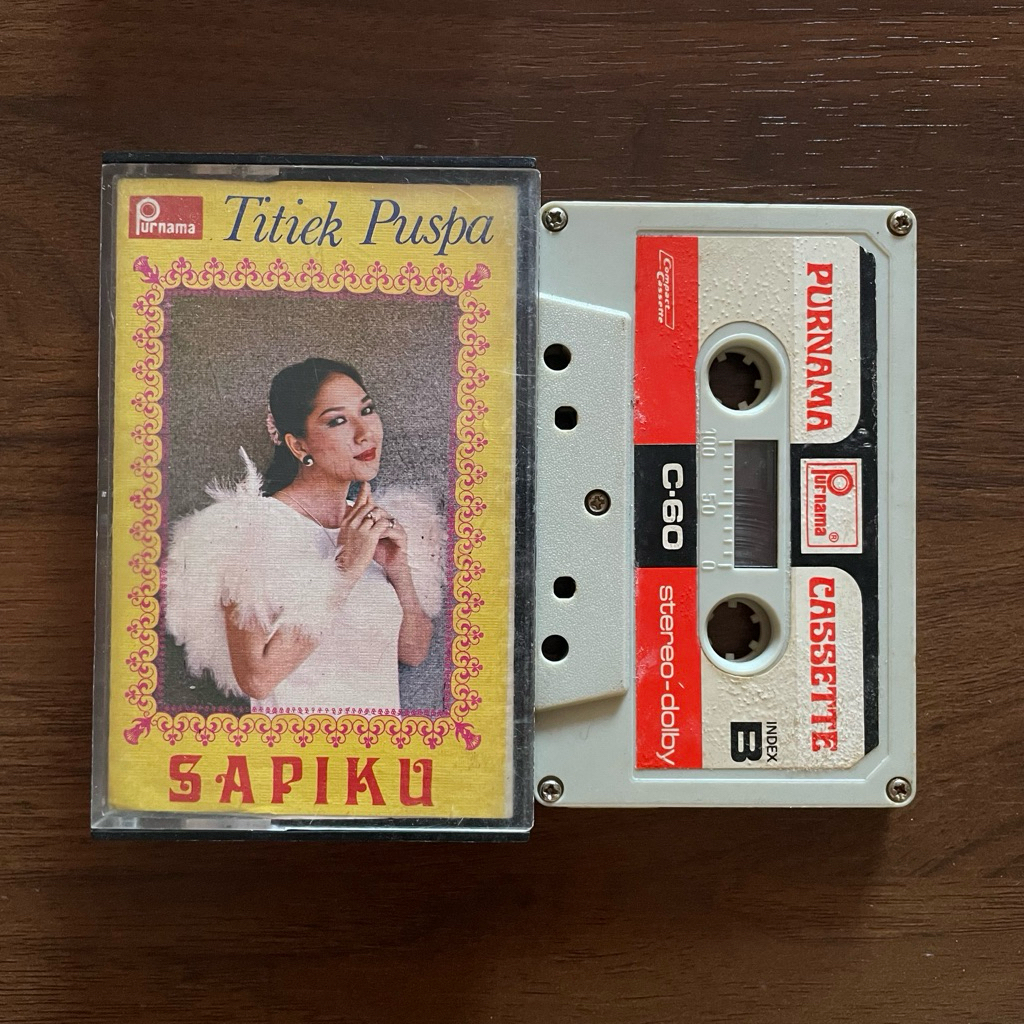 Purnama
Titiek Puspa
SAPIKU
Compact
Cassette
C·60
stereo-dolby
100 50 0
PURNAMA
Purnama ®
CASSETTE
INDEX
B